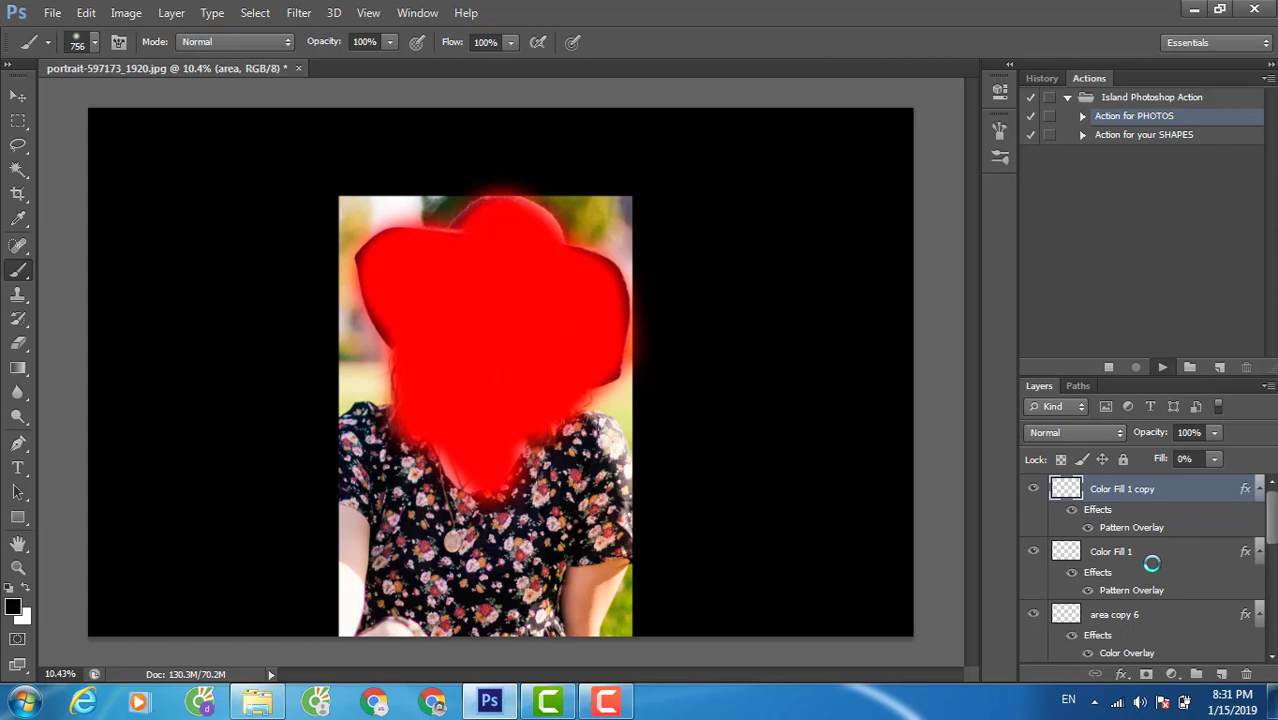 Ps File Edit Image Layer Type Select Filter 3D View Window Help
756 Mode: Normal Opacity: 100% Flow: 100% Essentials
portrait-597173_1920.jpg @ 10.4% (area, RGB/8) *
History Actions
Island Photoshop Action
Action for PHOTOS
Action for your SHAPES
Layers Paths
Kind
Normal Opacity: 100%
Lock: Fill: 0%
Color Fill 1 copy fx
Effects
Pattern Overlay
Color Fill 1 fx
Effects
Pattern Overlay
area copy 6 fx
Effects
Color Overlay
10.43% Doc: 130.3M/70.2M
Ps EN 8:31 PM
1/15/2019